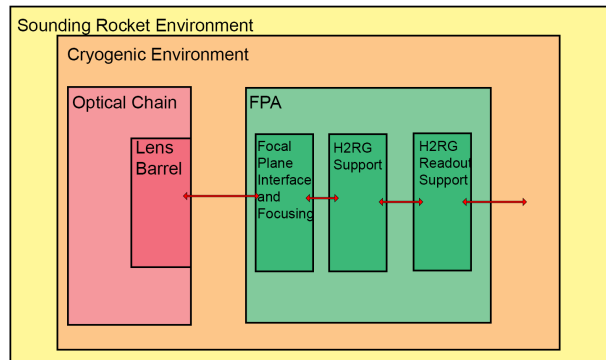 Sounding Rocket Environment
Cryogenic Environment
Optical Chain
Lens
Barrel
FPA
Focal
Plane
Interface
and
Focusing
H2RG
Support
H2RG
Readout
Support